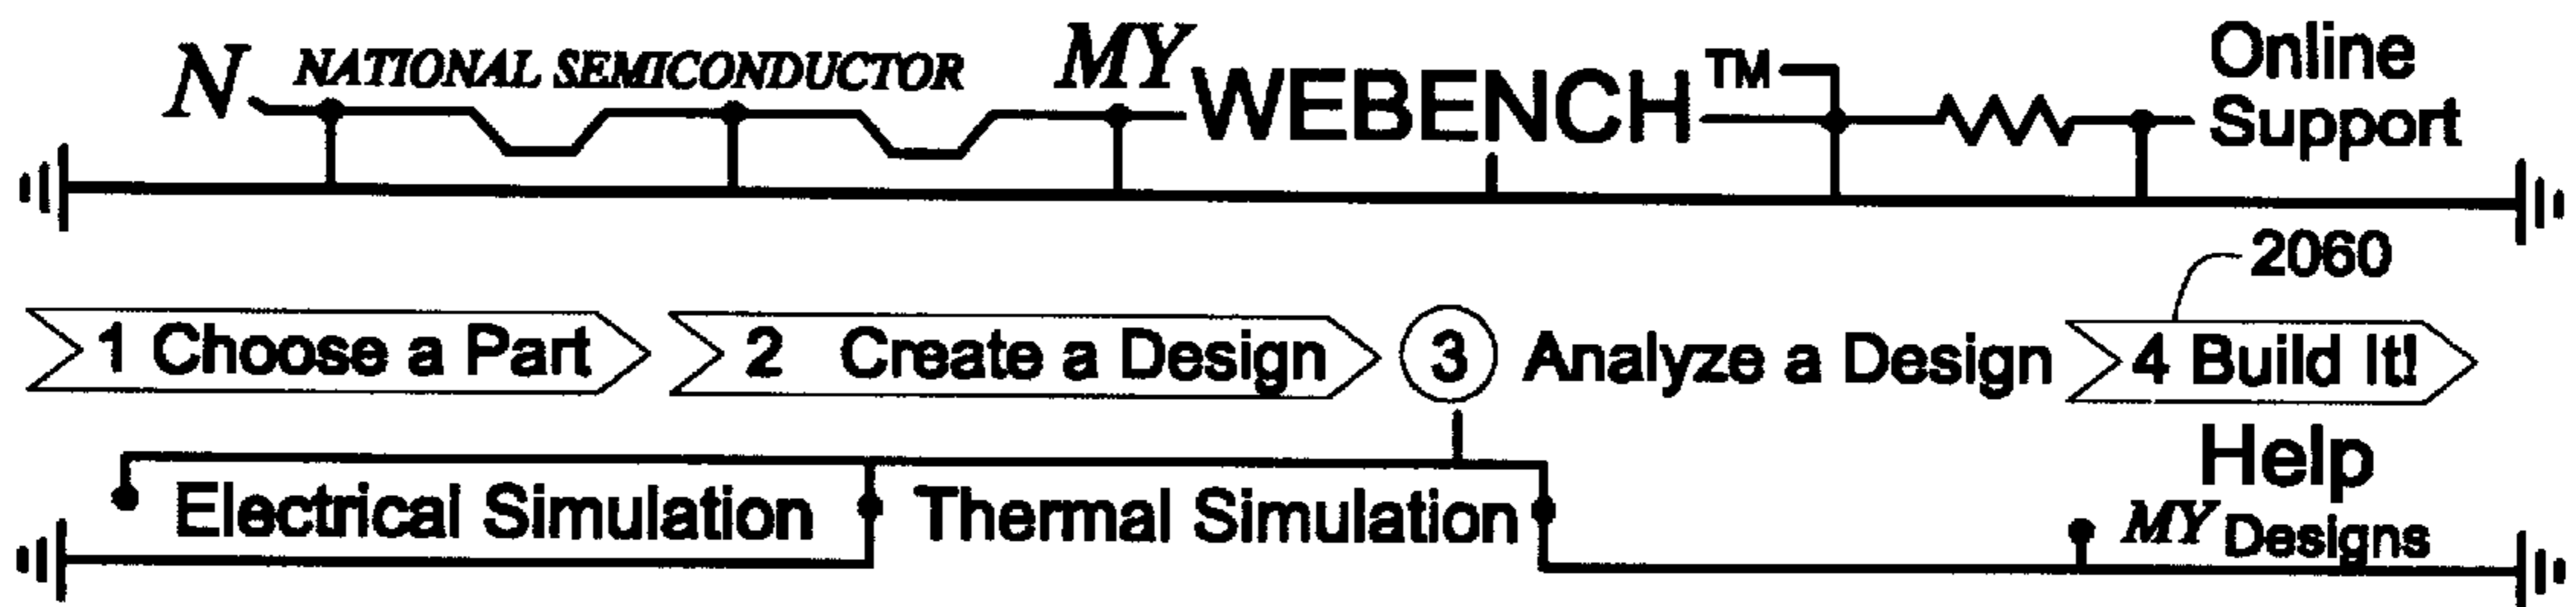 N NATIONAL SEMICONDUCTOR MY WEBENCH™ Online
Support
2060
1 Choose a Part 2 Create a Design 3 Analyze a Design 4 Build It!
Help
Electrical Simulation Thermal Simulation MY Designs